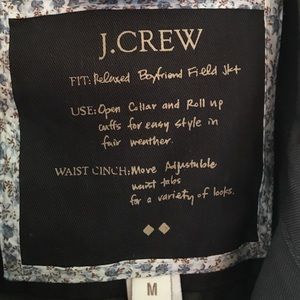 J.CREW
FIT: Relaxed Boyfriend Field Jkt
USE: Open Collar and Roll up
cuffs for easy style in
fair weather.
WAIST CINCH: Move Adjustable
waist tabs
for a variety of looks.
M